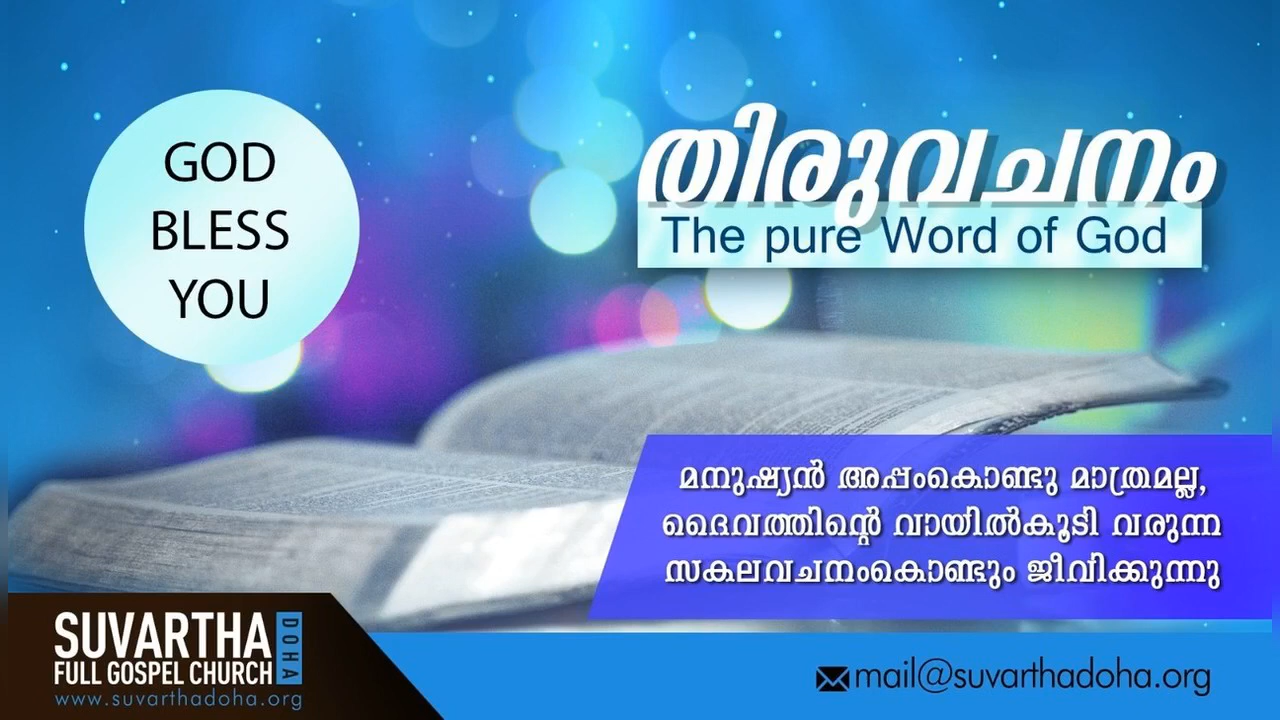 GOD
BLESS
YOU
തിരുവചനം
The pure Word of God
മനുഷ്യൻ അപ്പംകൊണ്ടു മാത്രമല്ല,
ദൈവത്തിന്റെ വായിൽകൂടി വരുന്ന
സകലവചനംകൊണ്ടും ജീവിക്കുന്നു
SUVARTHA DOHA
FULL GOSPEL CHURCH
www.suvarthadoha.org
mail@suvarthadoha.org